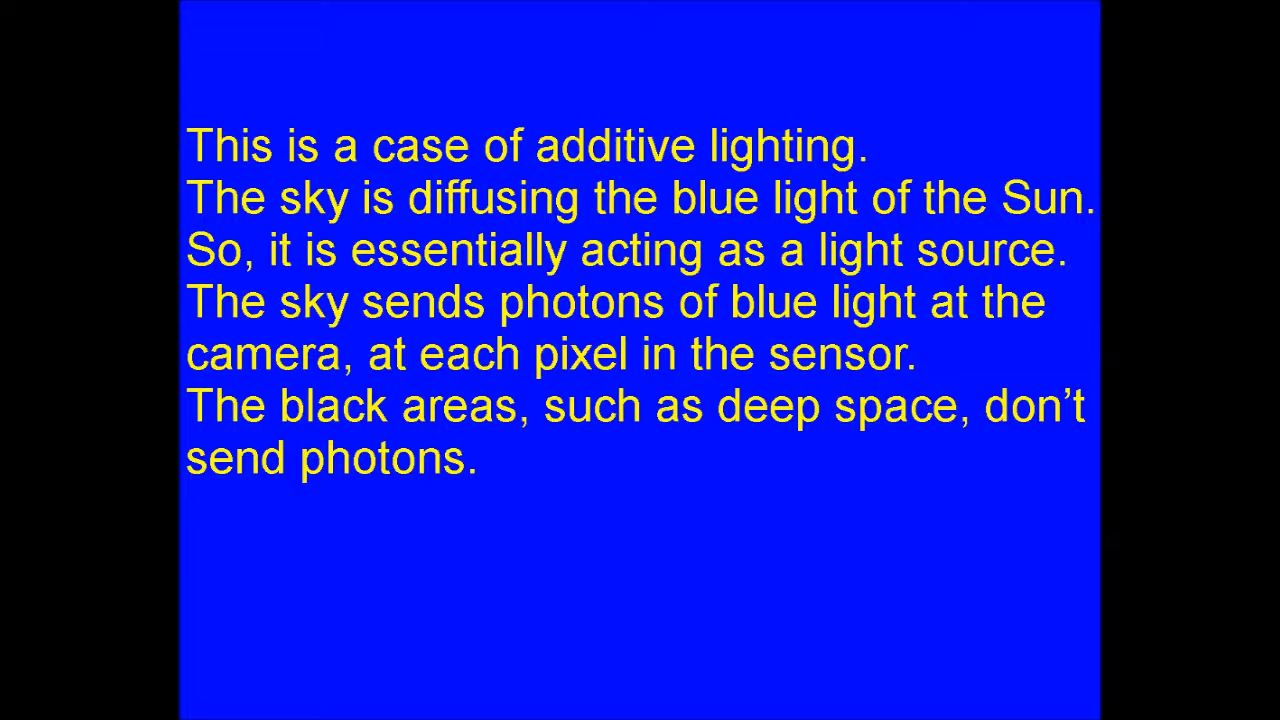 This is a case of additive lighting.
The sky is diffusing the blue light of the Sun.
So, it is essentially acting as a light source.
The sky sends photons of blue light at the
camera, at each pixel in the sensor.
The black areas, such as deep space, don’t
send photons.